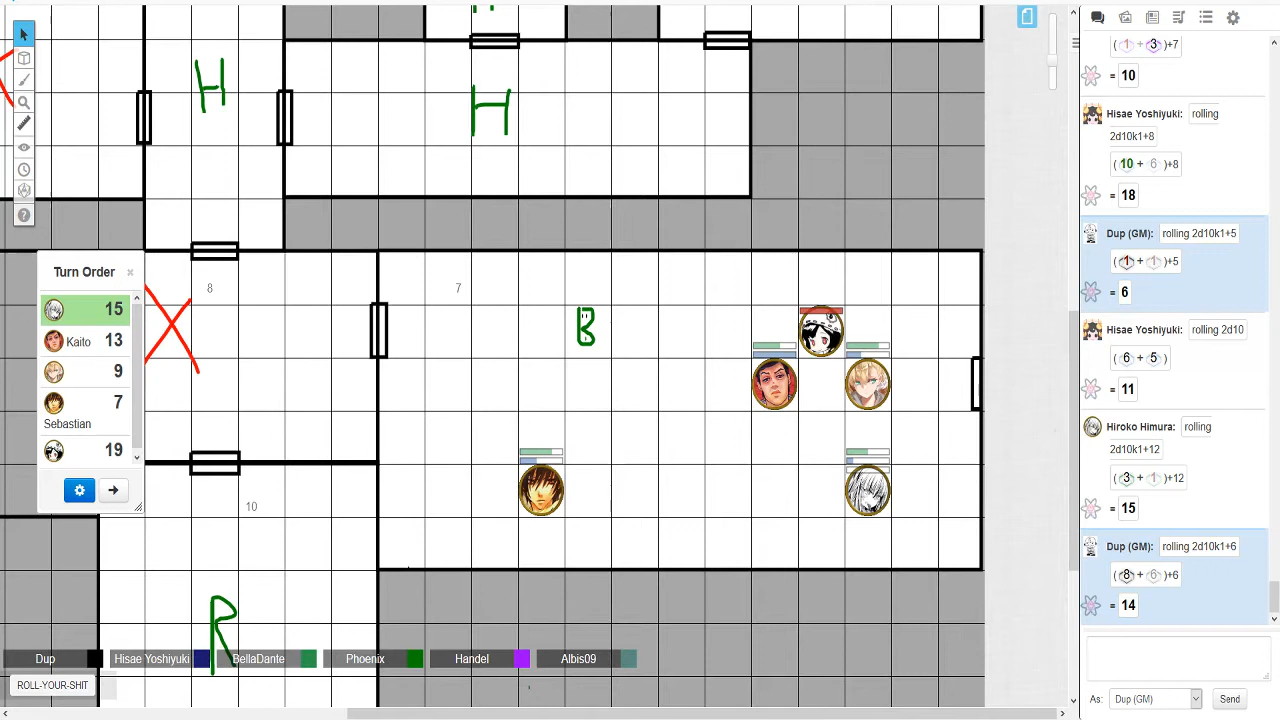 H
H
Turn Order ×
15
Kaito 13
9
7
Sebastian
19
8
7
B
10
R
Dup
Hisae Yoshiyuki
BellaDante
Phoenix
Handel
Albis09
ROLL-YOUR-SHIT
(1 + 3)+7
= 10
Hisae Yoshiyuki: rolling
2d10k1+8
(10 + 6)+8
= 18
Dup (GM): rolling 2d10k1+5
(1 + 1)+5
= 6
Hisae Yoshiyuki: rolling 2d10
(6 + 5)
= 11
Hiroko Himura: rolling
2d10k1+12
(3 + 1)+12
= 15
Dup (GM): rolling 2d10k1+6
(8 + 6)+6
= 14
As: Dup (GM) Send